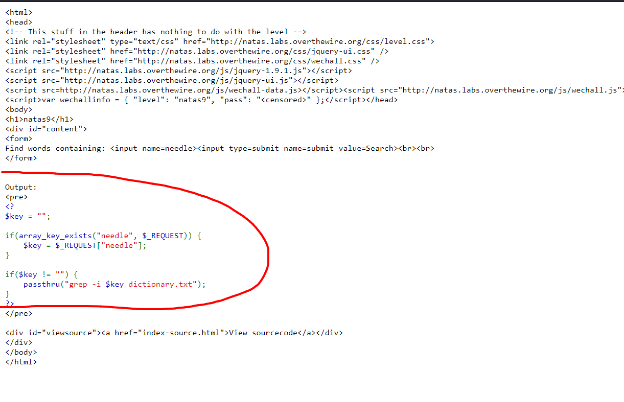 <html>
<head>
<!-- This stuff in the header has nothing to do with the level -->
<link rel="stylesheet" type="text/css" href="http://natas.labs.overthewire.org/css/level.css">
<link rel="stylesheet" href="http://natas.labs.overthewire.org/css/jquery-ui.css" />
<link rel="stylesheet" href="http://natas.labs.overthewire.org/css/wechall.css" />
<script src="http://natas.labs.overthewire.org/js/jquery-1.9.1.js"></script>
<script src="http://natas.labs.overthewire.org/js/jquery-ui.js"></script>
<script src=http://natas.labs.overthewire.org/js/wechall-data.js></script><script src="http://natas.labs.overthewire.org/js/wechall.js">
<script>var wechallinfo = { "level": "natas9", "pass": "<censored>" };</script></head>
<body>
<h1>natas9</h1>
<div id="content">
<form>
Find words containing: <input name=needle><input type=submit name=submit value=Search><br><br>
</form>
Output:
<pre>
<?
$key = "";
if(array_key_exists("needle", $_REQUEST)) {
$key = $_REQUEST["needle"];
}
if($key != "") {
passthru("grep -i $key dictionary.txt");
}
?>
</pre>
<div id="viewsource"><a href="index-source.html">View sourcecode</a></div>
</div>
</body>
</html>